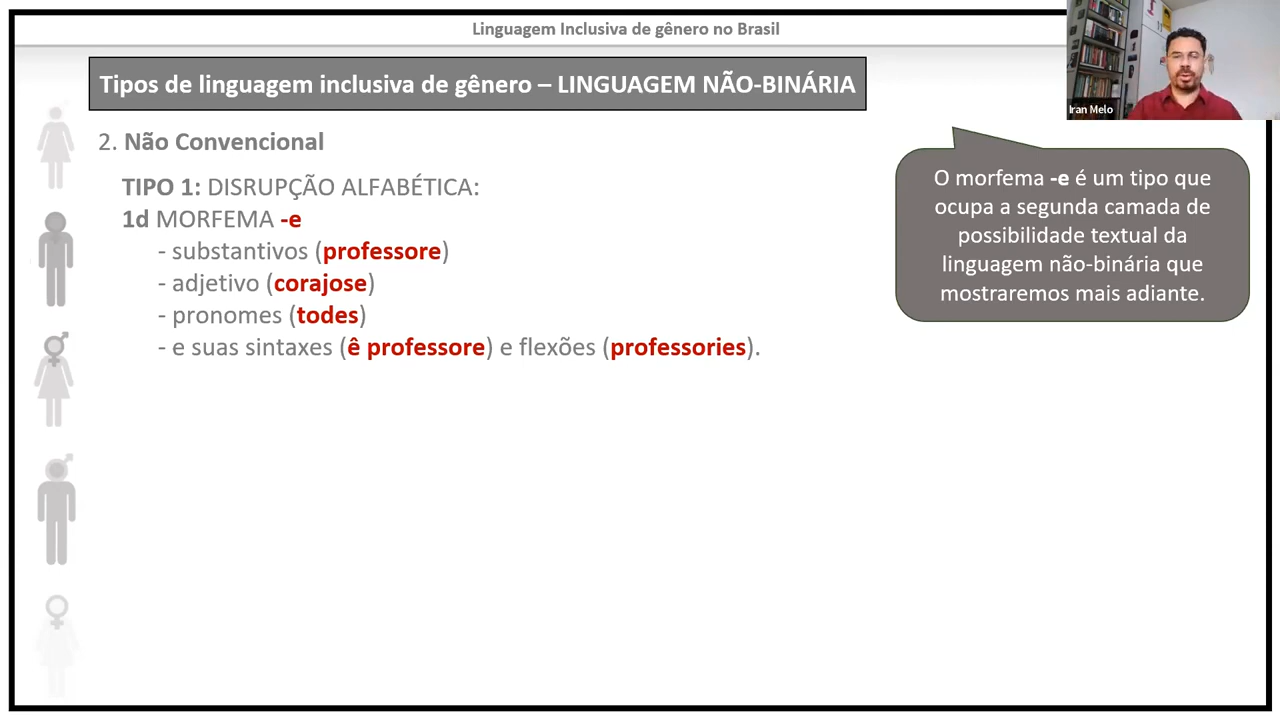 Linguagem Inclusiva de gênero no Brasil
Tipos de linguagem inclusiva de gênero – LINGUAGEM NÃO-BINÁRIA
Iran Melo
2. Não Convencional
TIPO 1: DISRUPÇÃO ALFABÉTICA:
1d MORFEMA -e
- substantivos (professore)
- adjetivo (corajose)
- pronomes (todes)
- e suas sintaxes (ê professore) e flexões (professories).
O morfema -e é um tipo que
ocupa a segunda camada de
possibilidade textual da
linguagem não-binária que
mostraremos mais adiante.